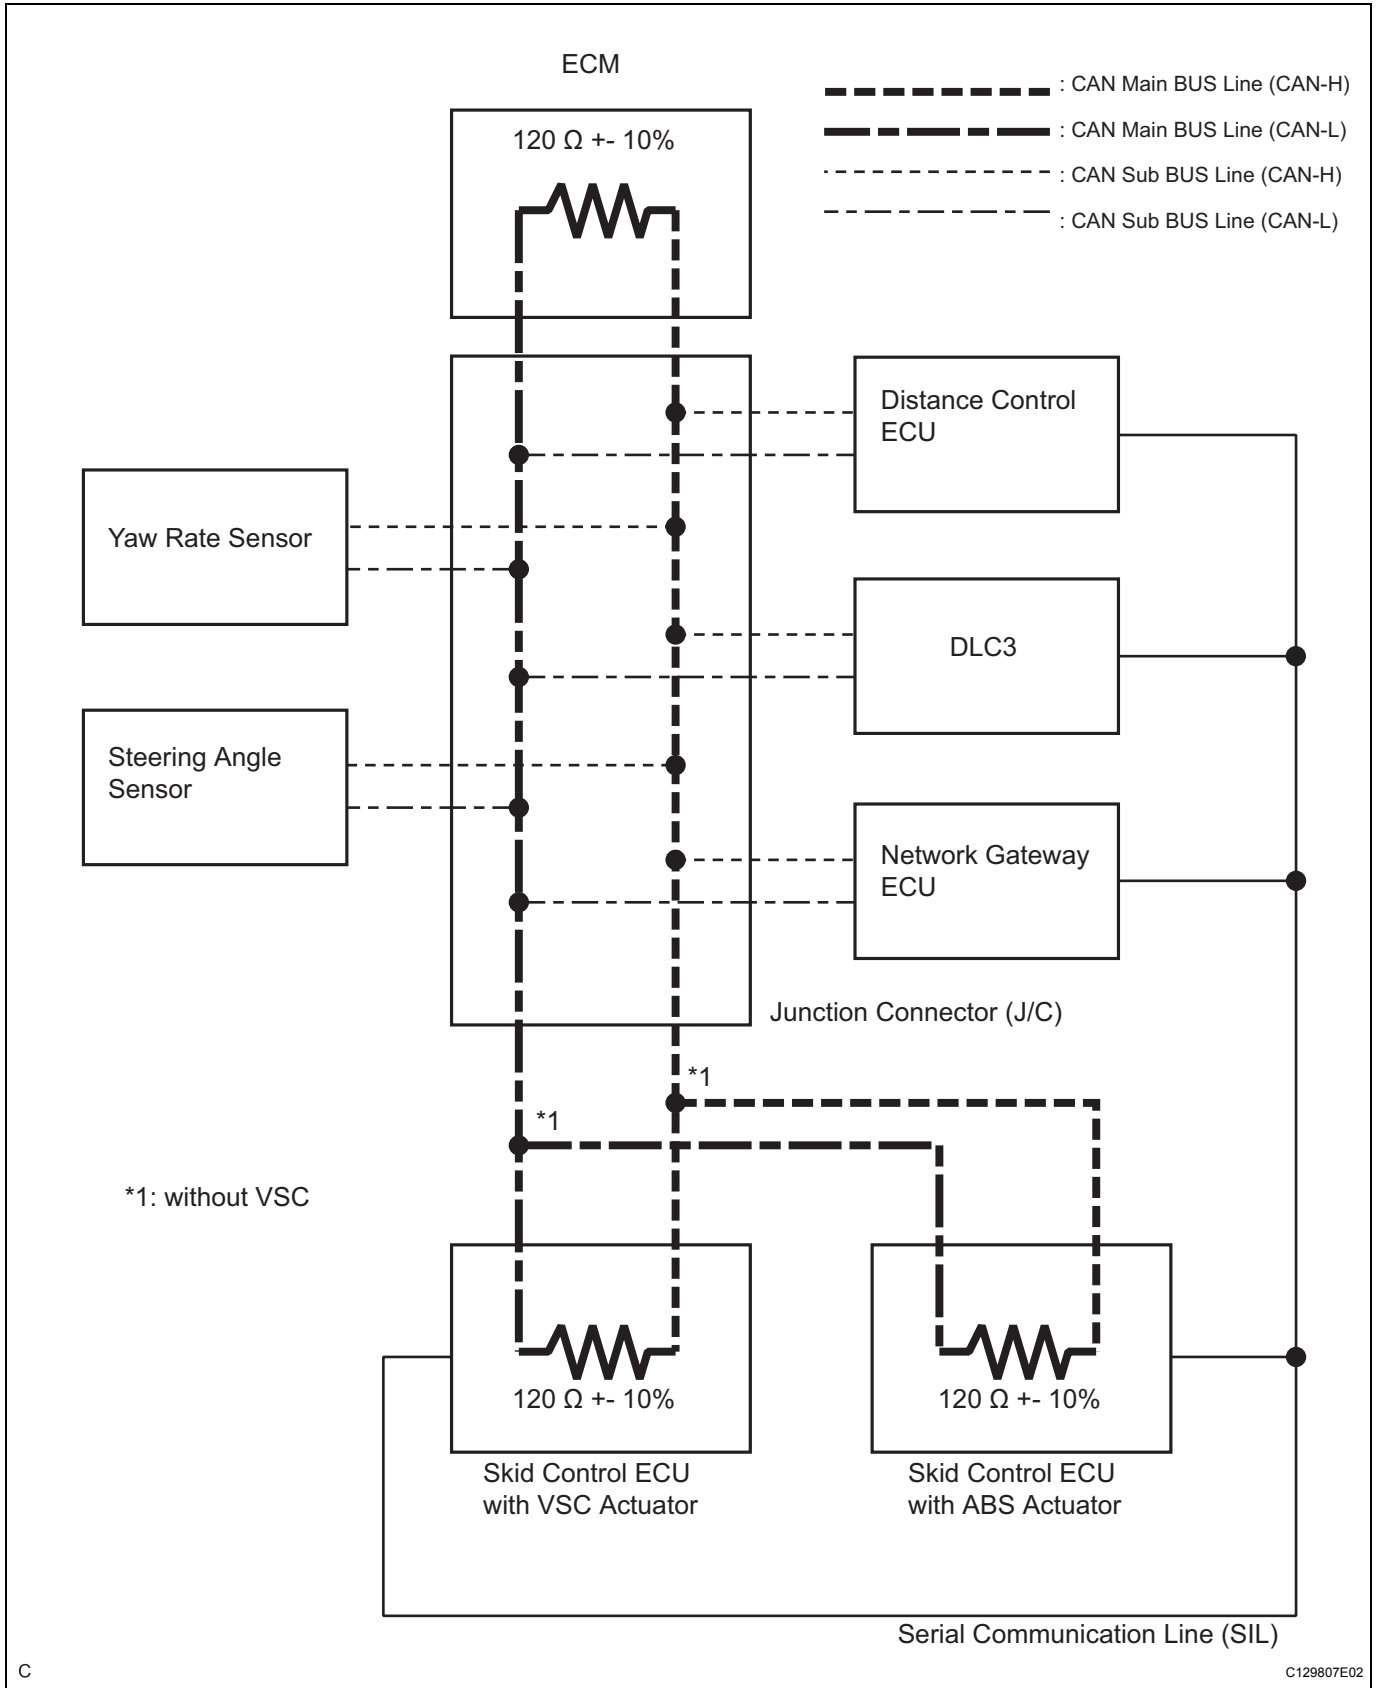 ECM
: CAN Main BUS Line (CAN-H)
120 Ω +- 10%
: CAN Main BUS Line (CAN-L)
: CAN Sub BUS Line (CAN-H)
: CAN Sub BUS Line (CAN-L)
Distance Control
ECU
Yaw Rate Sensor
DLC3
Steering Angle
Sensor
Network Gateway
ECU
Junction Connector (J/C)
*1
*1
*1: without VSC
120 Ω +- 10%
120 Ω +- 10%
Skid Control ECU
with VSC Actuator
Skid Control ECU
with ABS Actuator
Serial Communication Line (SIL)
C
C129807E02